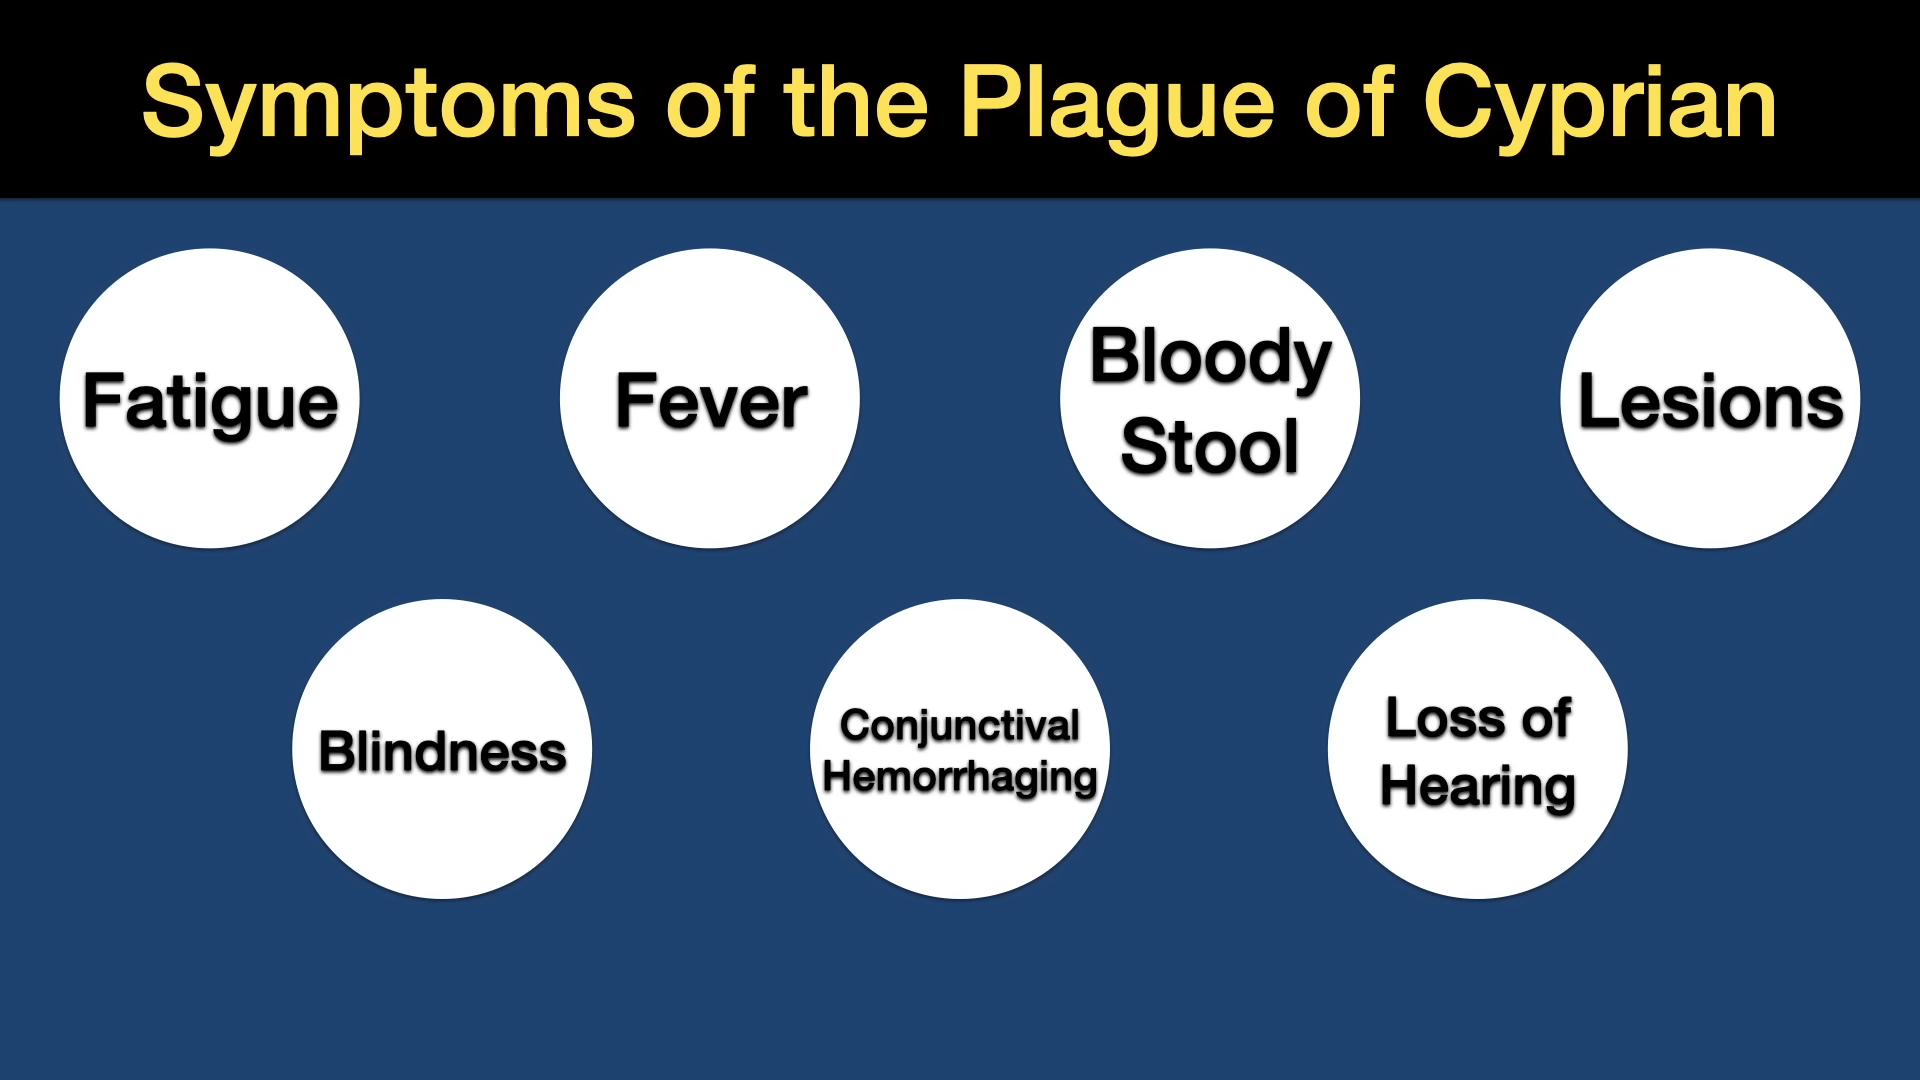 Symptoms of the Plague of Cyprian
Fatigue
Fever
Bloody
Stool
Lesions
Blindness
Conjunctival
Hemorrhaging
Loss of
Hearing